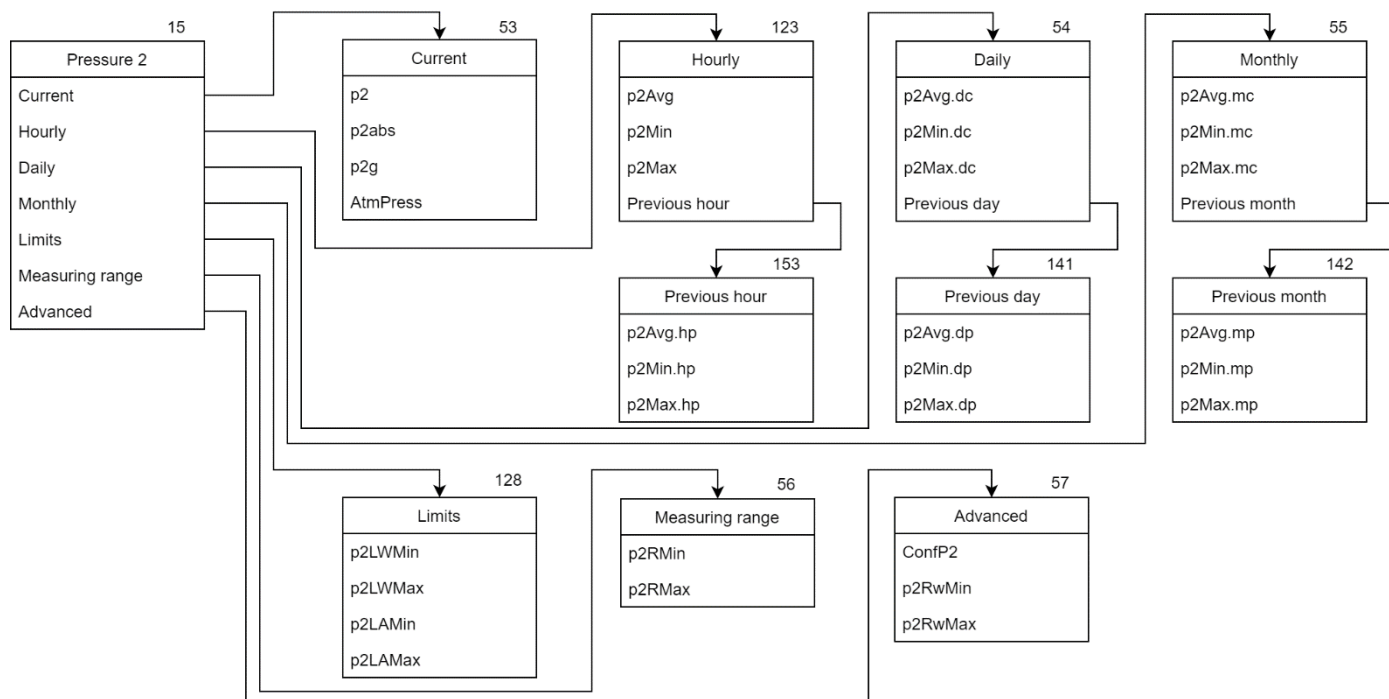 15
Pressure 2
Current
Hourly
Daily
Monthly
Limits
Measuring range
Advanced
53
Current
p2
p2abs
p2g
AtmPress
123
Hourly
p2Avg
p2Min
p2Max
Previous hour
54
Daily
p2Avg.dc
p2Min.dc
p2Max.dc
Previous day
55
Monthly
p2Avg.mc
p2Min.mc
p2Max.mc
Previous month
153
Previous hour
p2Avg.hp
p2Min.hp
p2Max.hp
141
Previous day
p2Avg.dp
p2Min.dp
p2Max.dp
142
Previous month
p2Avg.mp
p2Min.mp
p2Max.mp
128
Limits
p2LWMin
p2LWMax
p2LAMin
p2LAMax
56
Measuring range
p2RMin
p2RMax
57
Advanced
ConfP2
p2RwMin
p2RwMax